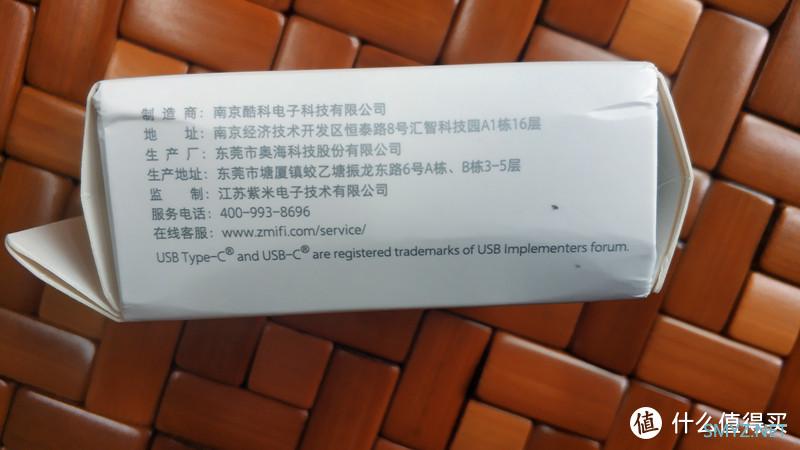 制 造 商：南京酷科电子科技有限公司
地 址：南京经济技术开发区恒泰路8号汇智科技园A1栋16层
生 产 厂：东莞市奥海科技股份有限公司
生产地址：东莞市塘厦镇蛟乙塘振龙东路6号A栋、B栋3-5层
监 制：江苏紫米电子技术有限公司
服务电话：400-993-8696
在线客服：www.zmifi.com/service/
USB Type-C® and USB-C® are registered trademarks of USB Implementers forum.
值 什么值得买
SMYZ.NET